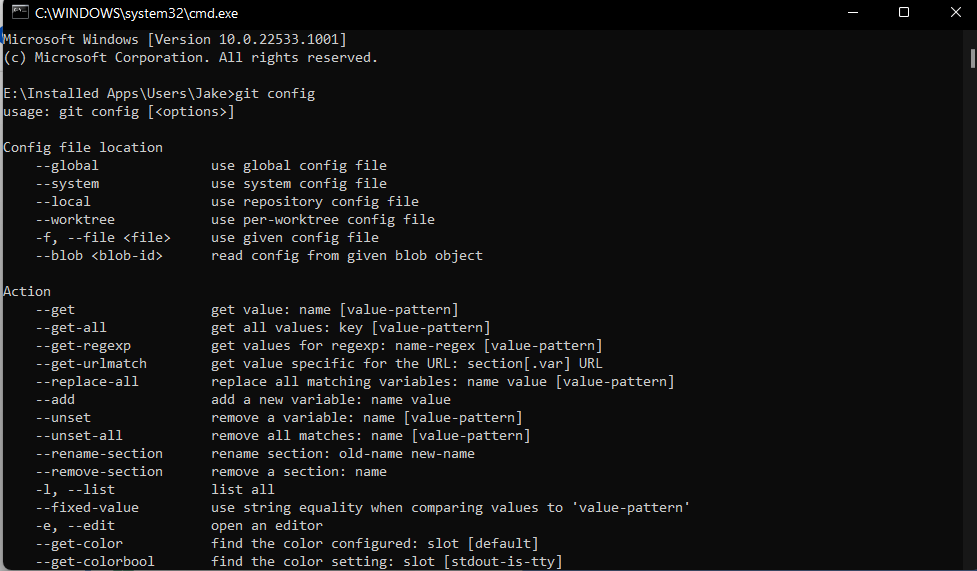 C:\WINDOWS\system32\cmd.exe
Microsoft Windows [Version 10.0.22533.1001]
(c) Microsoft Corporation. All rights reserved.
E:\Installed Apps\Users\Jake>git config
usage: git config [<options>]
Config file location
--global use global config file
--system use system config file
--local use repository config file
--worktree use per-worktree config file
-f, --file <file> use given config file
--blob <blob-id> read config from given blob object
Action
--get get value: name [value-pattern]
--get-all get all values: key [value-pattern]
--get-regexp get values for regexp: name-regex [value-pattern]
--get-urlmatch get value specific for the URL: section[.var] URL
--replace-all replace all matching variables: name value [value-pattern]
--add add a new variable: name value
--unset remove a variable: name [value-pattern]
--unset-all remove all matches: name [value-pattern]
--rename-section rename section: old-name new-name
--remove-section remove a section: name
-l, --list list all
--fixed-value use string equality when comparing values to 'value-pattern'
-e, --edit open an editor
--get-color find the color configured: slot [default]
--get-colorbool find the color setting: slot [stdout-is-tty]